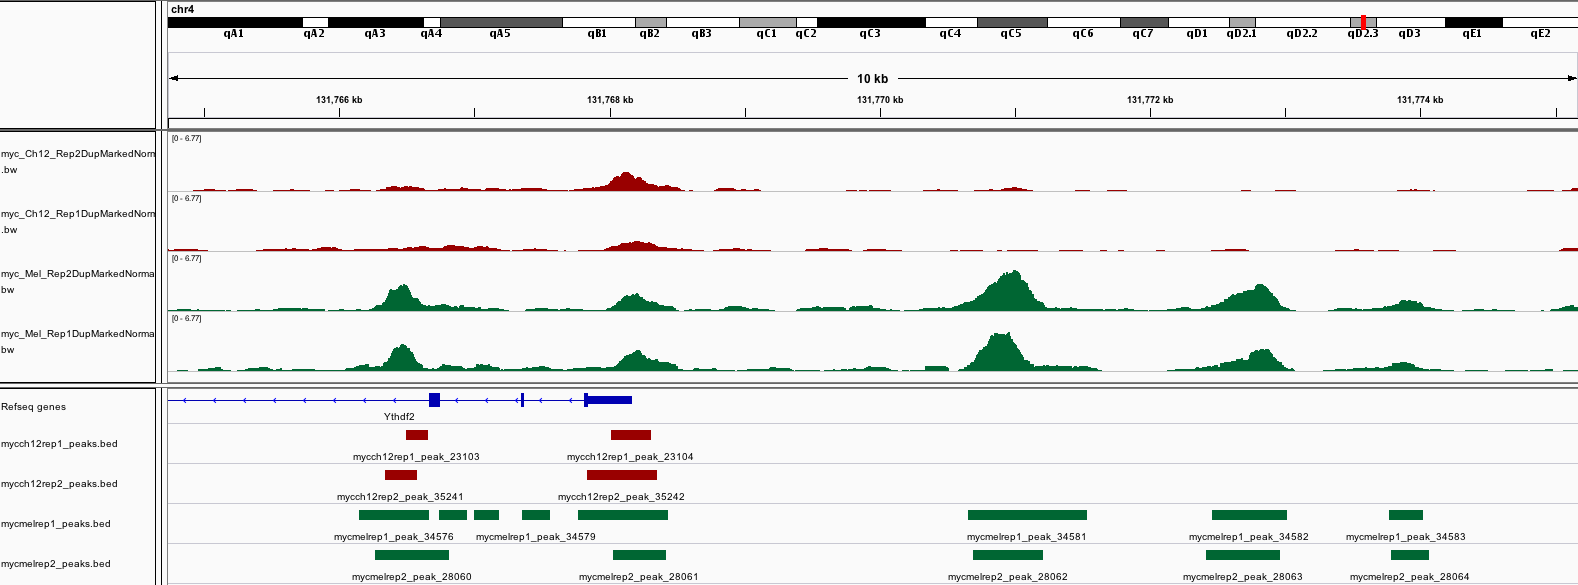 chr4
qA1 qA2 qA3 qA4 qA5 qB1 qB2 qB3 qC1 qC2 qC3 qC4 qC5 qC6 qC7 qD1 qD2.1 qD2.2 qD2.3 qD3 qE1 qE2
10 kb
131,766 kb 131,768 kb 131,770 kb 131,772 kb 131,774 kb
[0 - 6.77]
myc_Ch12_Rep2DupMarkedNorm
.bw
[0 - 6.77]
myc_Ch12_Rep1DupMarkedNorm
.bw
[0 - 6.77]
myc_Mel_Rep2DupMarkedNorma
bw
[0 - 6.77]
myc_Mel_Rep1DupMarkedNorma
bw
Refseq genes
Ythdf2
mycch12rep1_peaks.bed
mycch12rep1_peak_23103 mycch12rep1_peak_23104
mycch12rep2_peaks.bed
mycch12rep2_peak_35241 mycch12rep2_peak_35242
mycmelrep1_peaks.bed
mycmelrep1_peak_34576 mycmelrep1_peak_34579 mycmelrep1_peak_34581 mycmelrep1_peak_34582 mycmelrep1_peak_34583
mycmelrep2_peaks.bed
mycmelrep2_peak_28060 mycmelrep2_peak_28061 mycmelrep2_peak_28062 mycmelrep2_peak_28063 mycmelrep2_peak_28064